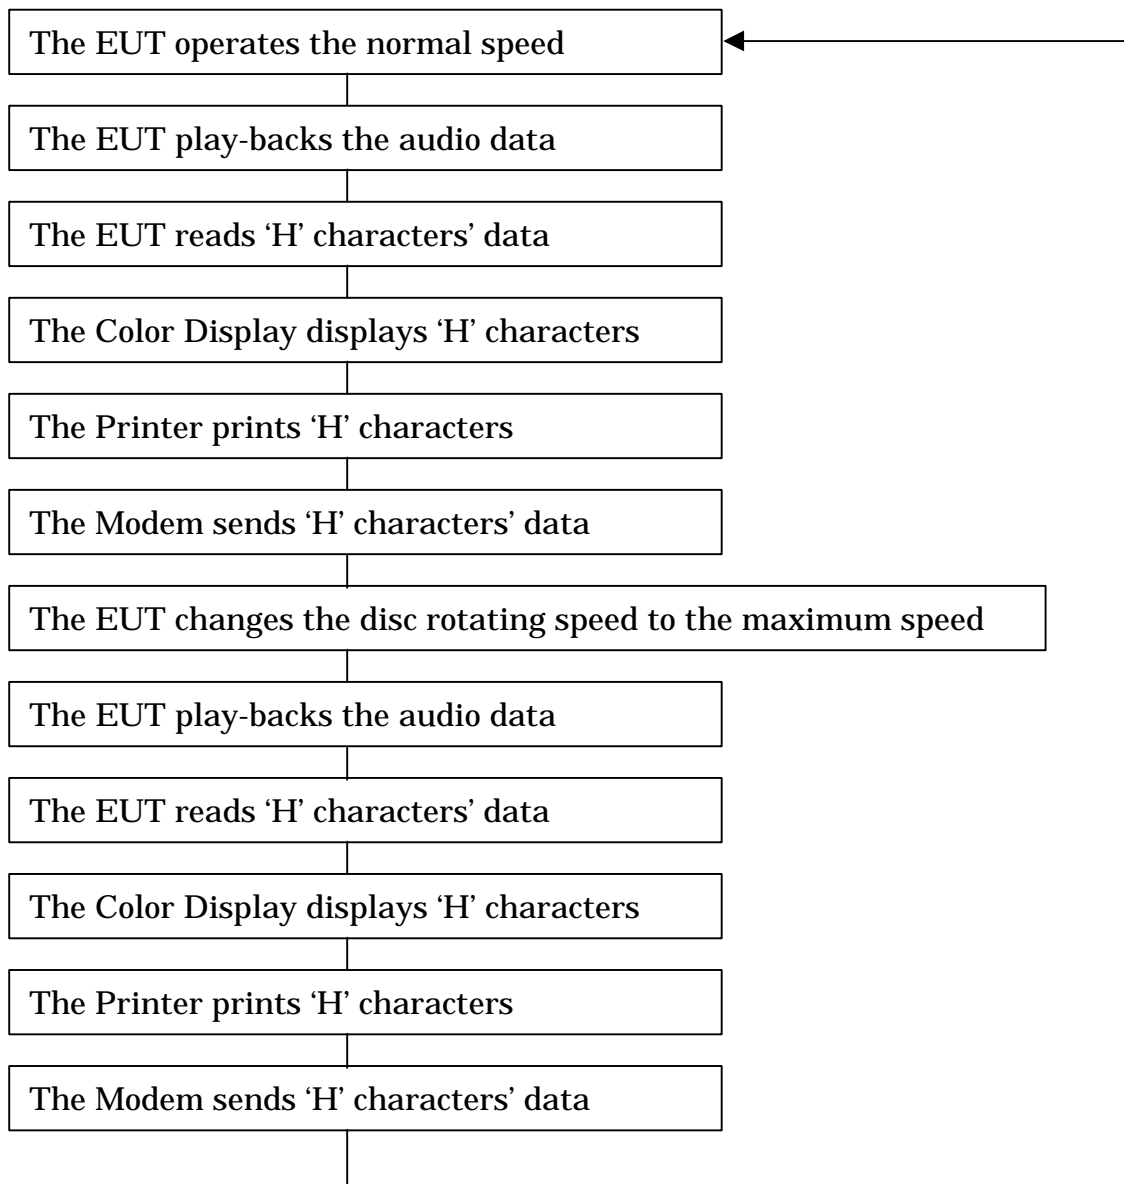 The EUT operates the normal speed
The EUT play-backs the audio data
The EUT reads ‘H’ characters’ data
The Color Display displays ‘H’ characters
The Printer prints ‘H’ characters
The Modem sends ‘H’ characters’ data
The EUT changes the disc rotating speed to the maximum speed
The EUT play-backs the audio data
The EUT reads ‘H’ characters’ data
The Color Display displays ‘H’ characters
The Printer prints ‘H’ characters
The Modem sends ‘H’ characters’ data